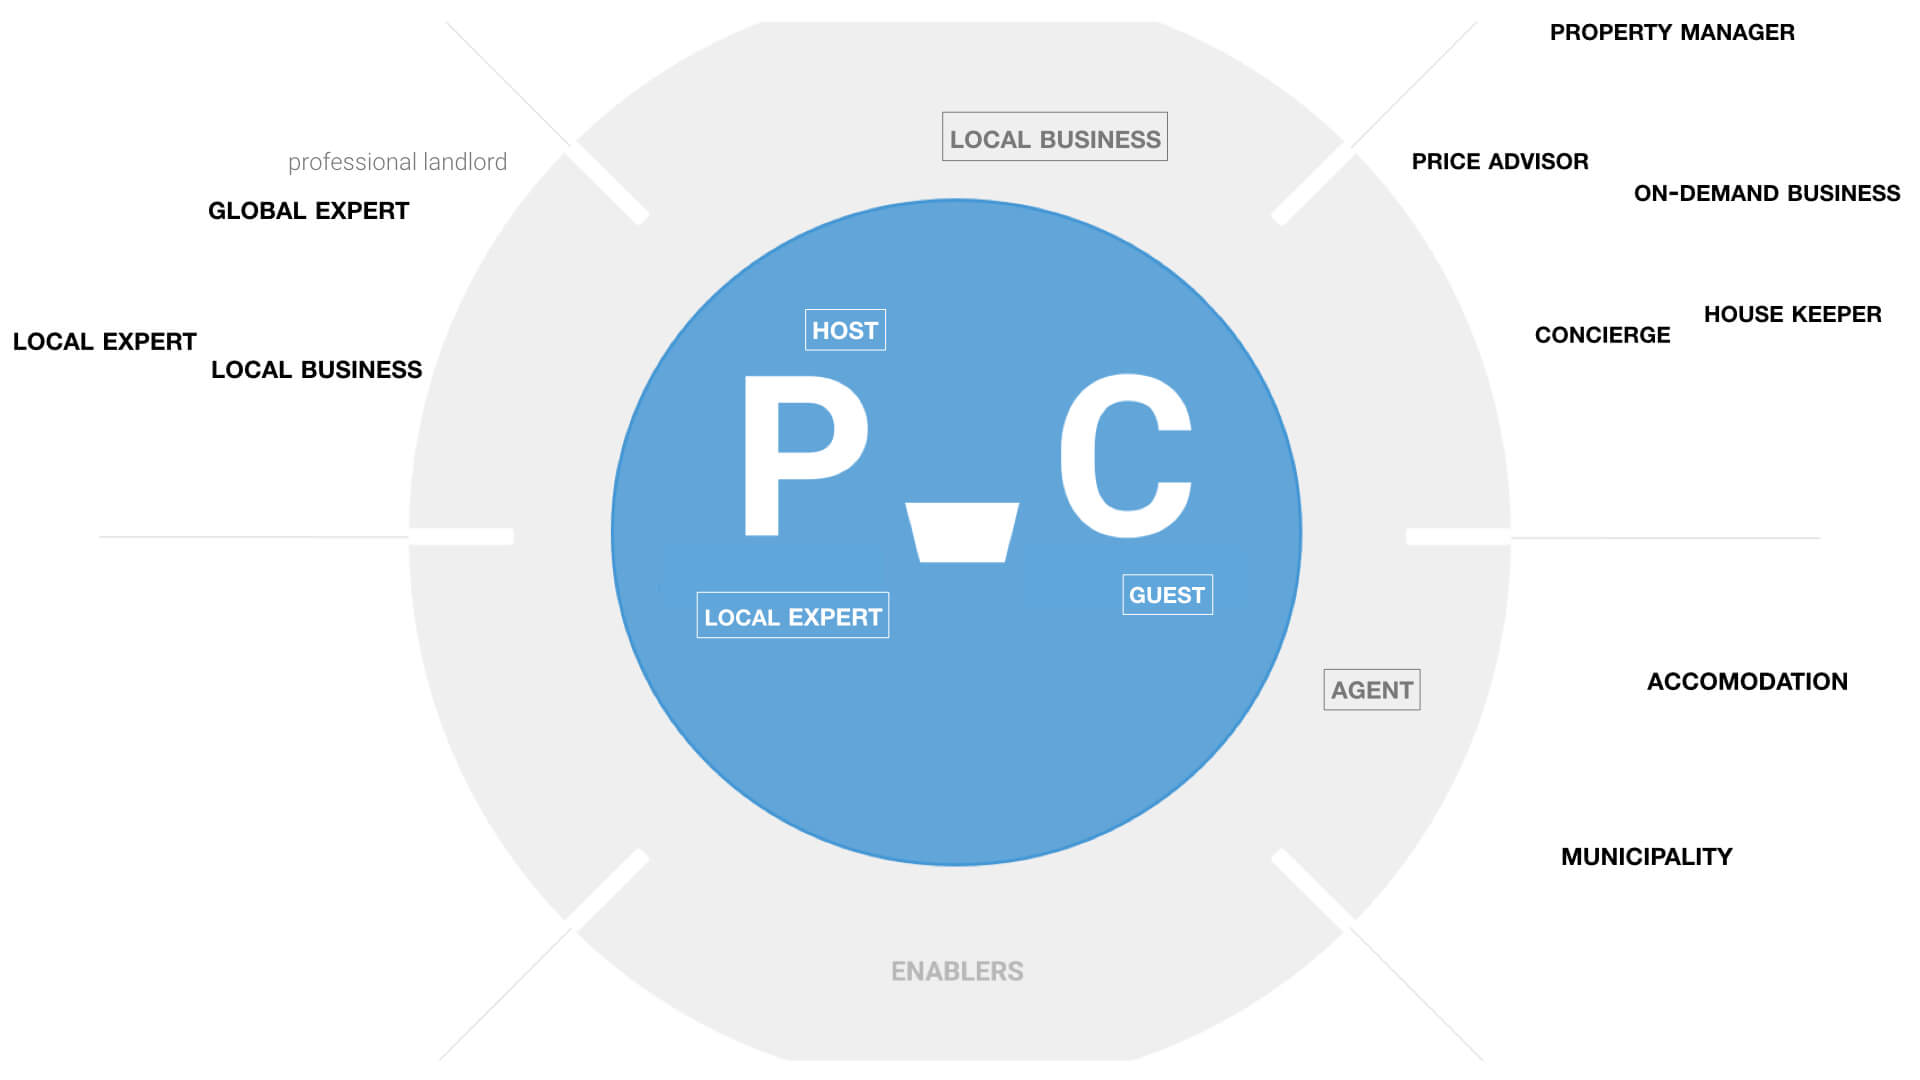 PROPERTY MANAGER
LOCAL BUSINESS
professional landlord
PRICE ADVISOR
ON-DEMAND BUSINESS
GLOBAL EXPERT
HOST
HOUSE KEEPER
CONCIERGE
LOCAL EXPERT
LOCAL BUSINESS
P
C
GUEST
LOCAL EXPERT
AGENT
ACCOMODATION
MUNICIPALITY
ENABLERS